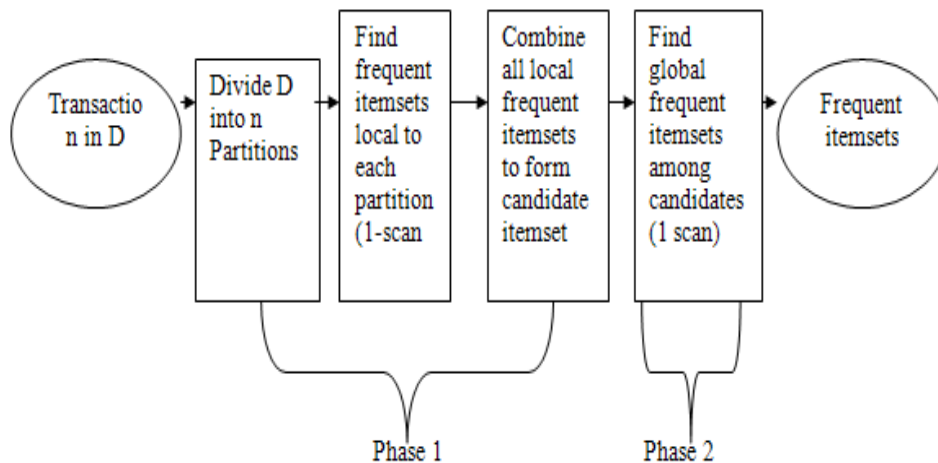 Transactio
n in D
Divide D
into n
Partitions
Find
frequent
itemsets
local to
each
partition
(1-scan
Combine
all local
frequent
itemsets
to form
candidate
itemset
Find
global
frequent
itemsets
among
candidates
(1 scan)
Frequent
itemsets
Phase 1
Phase 2